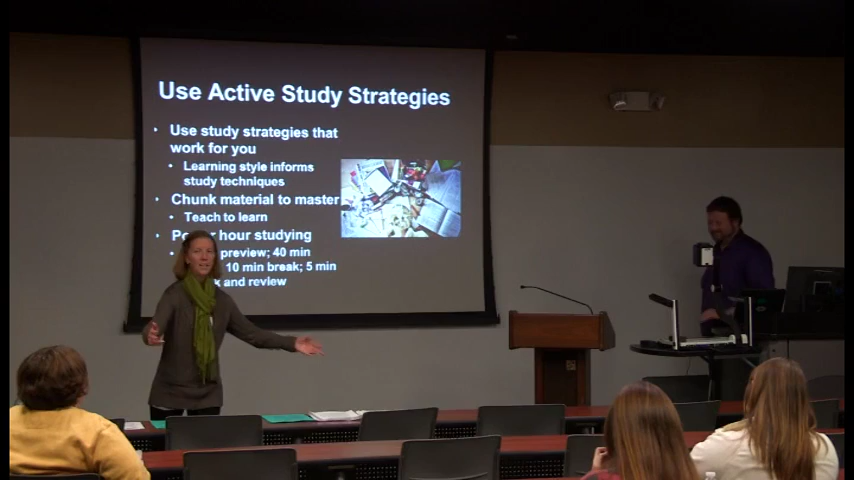 Use Active Study Strategies
• Use study strategies that
work for you
• Learning style informs
study techniques
• Chunk material to master
• Teach to learn
• hour studying
• preview; 40 min
10 min break; 5 min
and review